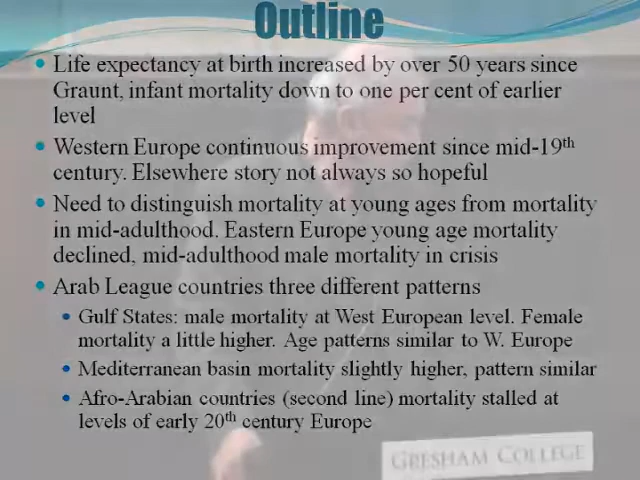 Outline
Life expectancy at birth increased by over 50 years since
Graunt, infant mortality down to one per cent of earlier
level
Western Europe continuous improvement since mid-19th
century. Elsewhere story not always so hopeful
Need to distinguish mortality at young ages from mortality
in mid-adulthood. Eastern Europe young age mortality
declined, mid-adulthood male mortality in crisis
Arab League countries three different patterns
Gulf States: male mortality at West European level. Female
mortality a little higher. Age patterns similar to W. Europe
Mediterranean basin mortality slightly higher, pattern similar
Afro-Arabian countries (second line) mortality stalled at
levels of early 20th century Europe
GRESHAM COLLEGE